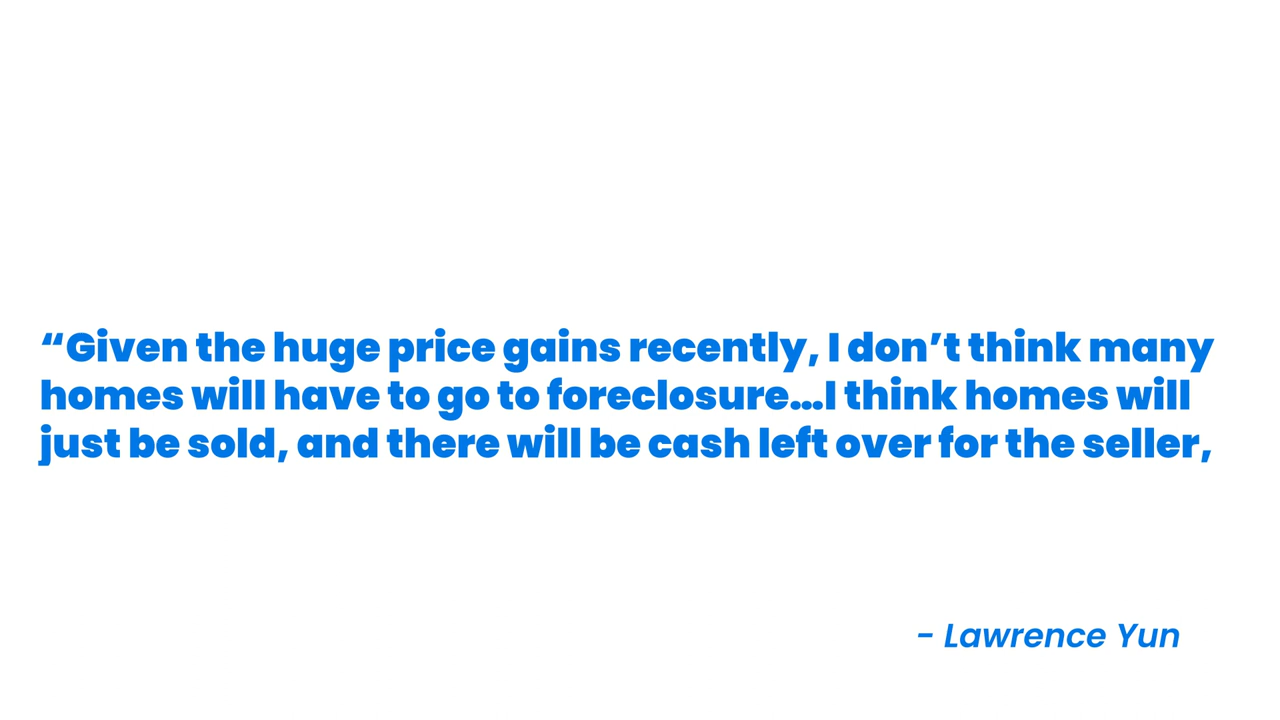 “Given the huge price gains recently, I don’t think many
homes will have to go to foreclosure...I think homes will
just be sold, and there will be cash left over for the seller,
- Lawrence Yun